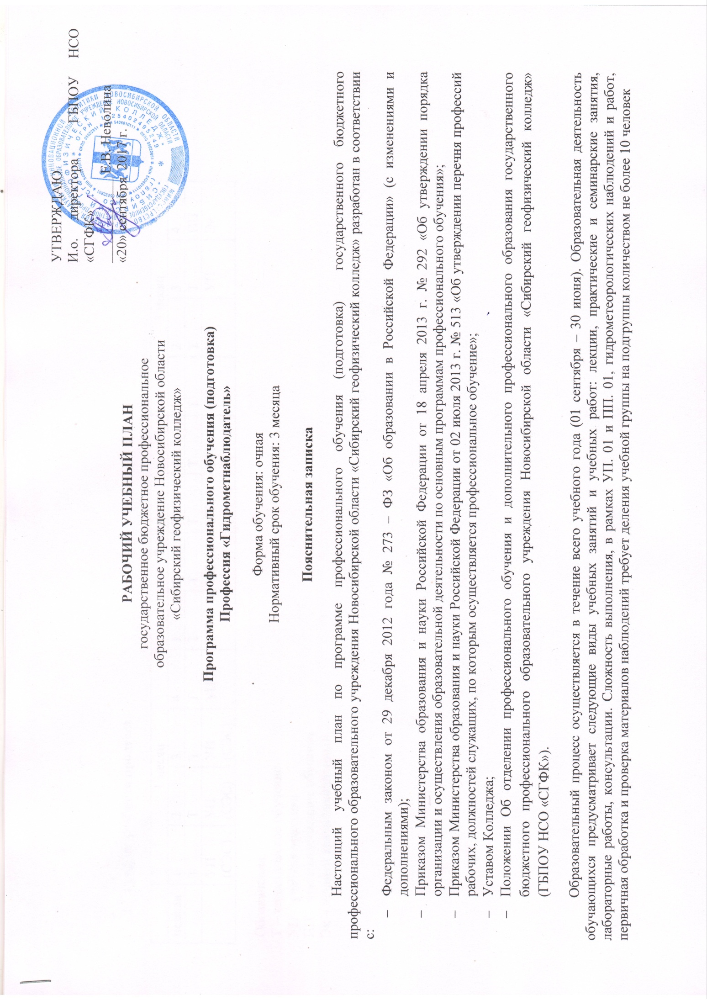 УТВЕРЖДАЮ
И.о. директора ГБПОУ НСО
«СГФК»
Е.В. Неволина
«20» сентября 2017 г.
РАБОЧИЙ УЧЕБНЫЙ ПЛАН
государственное бюджетное профессиональное
образовательное учреждение Новосибирской области
«Сибирский геофизический колледж»
Программа профессионального обучения (подготовка)
Профессия «Гидрометнаблюдатель»
Форма обучения: очная
Нормативный срок обучения: 3 месяца
Пояснительная записка
Настоящий учебный план по программе профессионального обучения (подготовка) государственного бюджетного
профессионального образовательного учреждения Новосибирской области «Сибирский геофизический колледж» разработан в соответствии
с:
– Федеральным законом от 29 декабря 2012 года № 273 – ФЗ «Об образовании в Российской Федерации» (с изменениями и
дополнениями);
– Приказом Министерства образования и науки Российской Федерации от 18 апреля 2013 г. № 292 «Об утверждении порядка
организации и осуществления образовательной деятельности по основным программам профессионального обучения»;
– Приказом Министерства образования и науки Российской Федерации от 02 июля 2013 г. № 513 «Об утверждении перечня профессий
рабочих, должностей служащих, по которым осуществляется профессиональное обучение»;
– Уставом Колледжа;
– Положении Об отделении профессионального обучения и дополнительного профессионального образования государственного
бюджетного профессионального образовательного учреждения Новосибирской области «Сибирский геофизический колледж»
(ГБПОУ НСО «СГФК»).
Образовательный процесс осуществляется в течение всего учебного года (01 сентября – 30 июня). Образовательная деятельность
обучающихся предусматривает следующие виды учебных занятий и учебных работ: лекции, практические и семинарские занятия,
лабораторные работы, консультации. Сложность выполнения, в рамках УП. 01 и ПП. 01, гидрометеорологических наблюдений и работ,
первичная обработка и проверка материалов наблюдений требует деления учебной группы на подгруппы количеством не более 10 человек